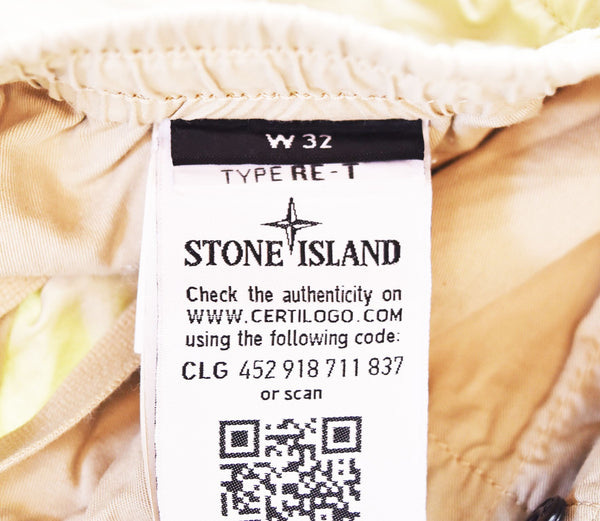 W 32
TYPE RE-T
STONE ISLAND
Check the authenticity on
WWW.CERTILOGO.COM
using the following code:
CLG 452 918 711 837
or scan